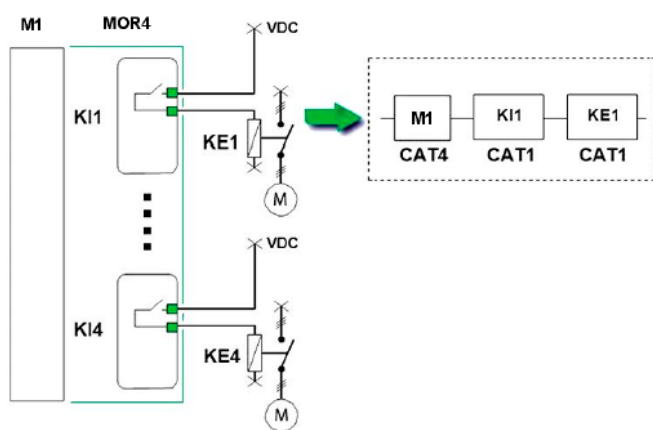 M1 MOR4
VDC
KI1
KE1
M
M1 KI1 KE1
CAT4 CAT1 CAT1
VDC
KI4
KE4
M